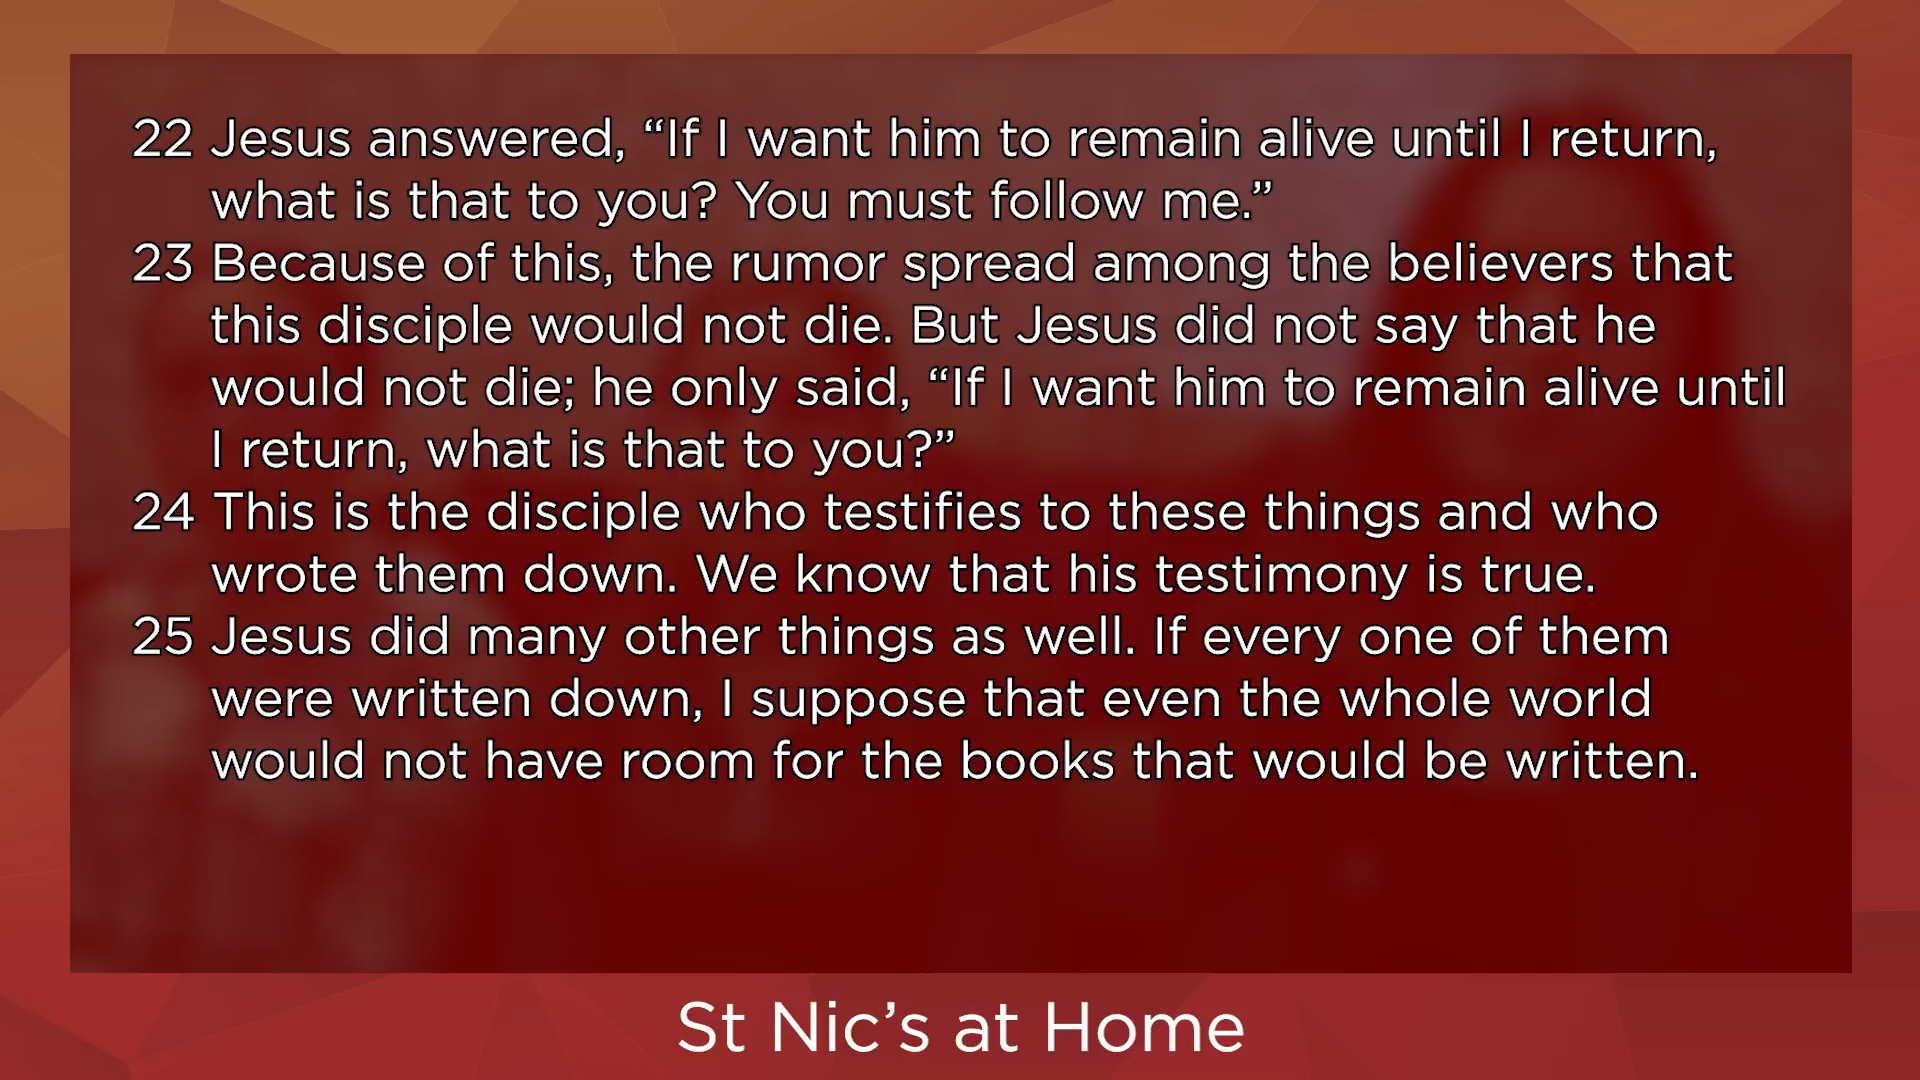 22 Jesus answered, “If I want him to remain alive until I return,
what is that to you? You must follow me.”
23 Because of this, the rumor spread among the believers that
this disciple would not die. But Jesus did not say that he
would not die; he only said, “If I want him to remain alive until
I return, what is that to you?”
24 This is the disciple who testifies to these things and who
wrote them down. We know that his testimony is true.
25 Jesus did many other things as well. If every one of them
were written down, I suppose that even the whole world
would not have room for the books that would be written.
St Nic’s at Home